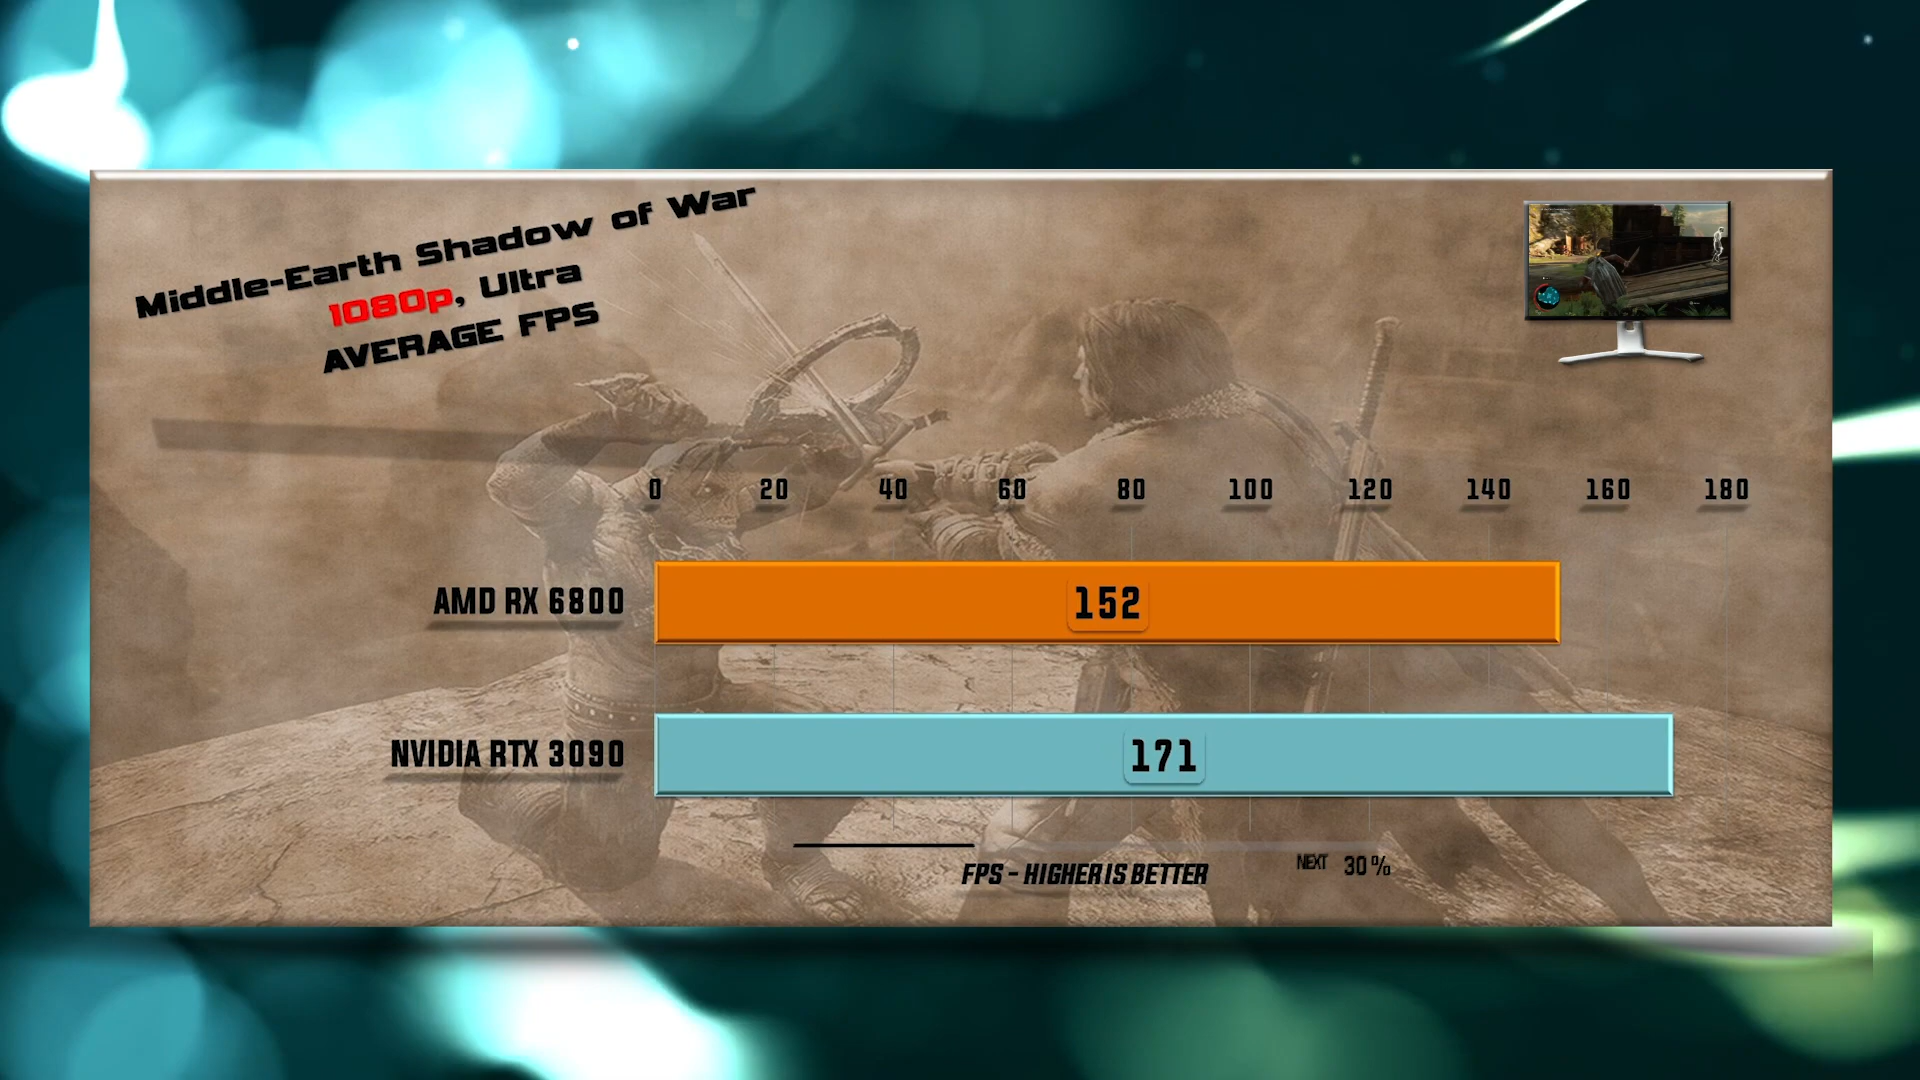 Middle-Earth Shadow of War
1080p, Ultra
AVERAGE FPS
0 20 40 60 80 100 120 140 160 180
AMD RX 6800
152
NVIDIA RTX 3090
171
FPS - HIGHER IS BETTER
NEXT 30%